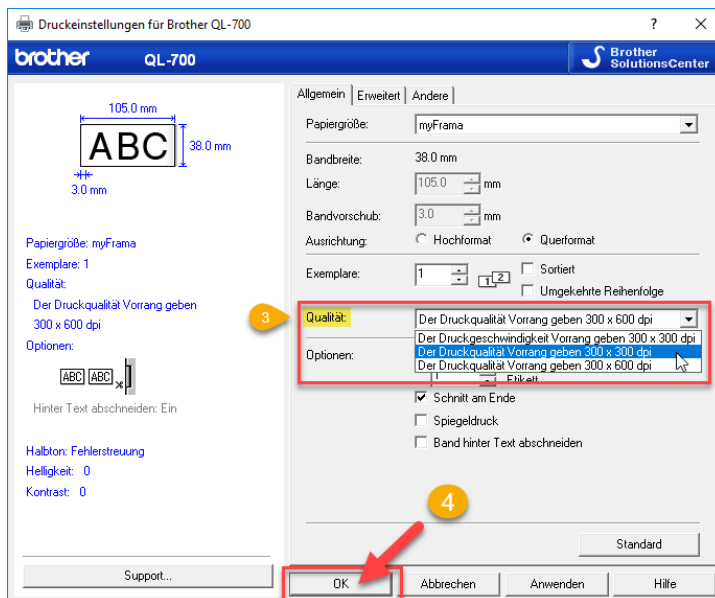 Druckeinstellungen für Brother QL-700
?
brother
QL-700
Brother
SolutionsCenter
105.0 mm
ABC
38.0 mm
3.0 mm
Papiergröße: myFrama
Exemplare: 1
Qualität:
Der Druckqualität Vorrang geben
300 x 600 dpi
Optionen:
ABC ABC
Hinter Text abschneiden: Ein
Halbton: Fehlerstreuung
Helligkeit: 0
Kontrast: 0
Support...
Allgemein Erweitert Andere
Papiergröße: myFrama
Bandbreite: 38.0 mm
Länge: 105.0 mm
Bandvorschub: 3.0 mm
Ausrichtung: Hochformat Querformat
Exemplare: 1 1 2 Sortiert
Umgekehrte Reihenfolge
3
Qualität: Der Druckqualität Vorrang geben 300 x 600 dpi
Der Druckgeschwindigkeit Vorrang geben 300 x 300 dpi
Der Druckqualität Vorrang geben 300 x 300 dpi
Optionen:
Der Druckqualität Vorrang geben 300 x 600 dpi
Etikett
Schnitt am Ende
Spiegeldruck
Band hinter Text abschneiden
4
Standard
OK Abbrechen Anwenden Hilfe